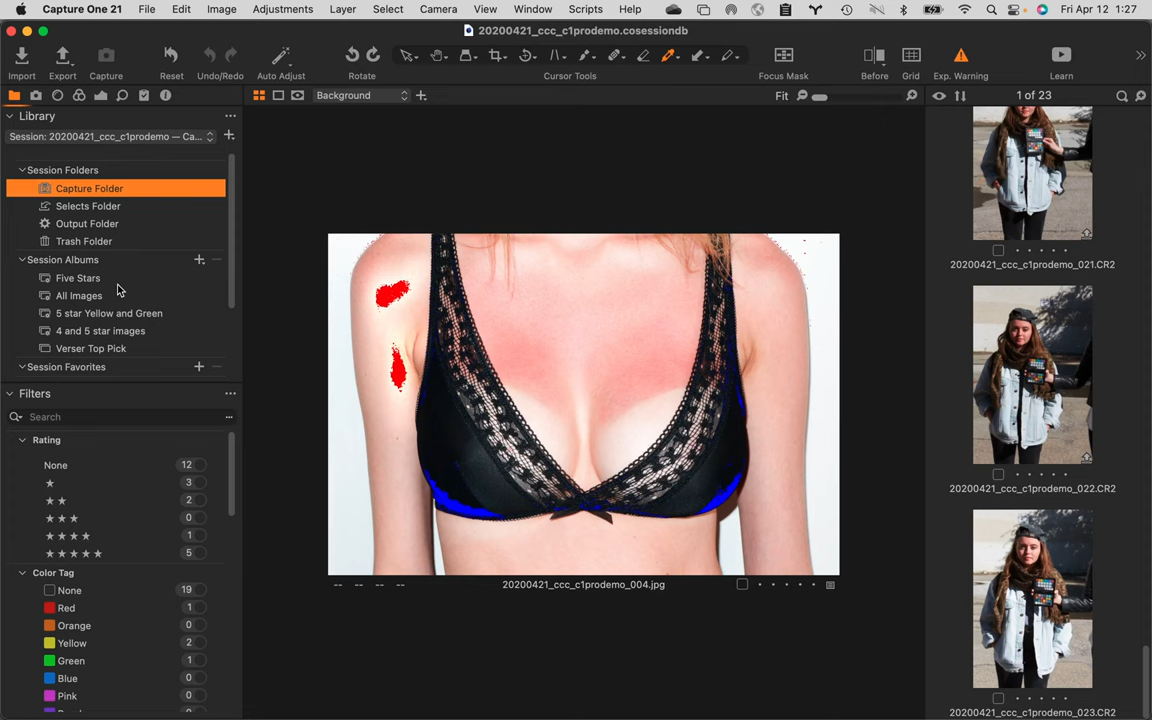 Capture One 21 File Edit Image Adjustments Layer Select Camera View Window Scripts Help Fri Apr 12 1:27
20200421_ccc_c1prodemo.cosessiondb
Import Export Capture Reset Undo/Redo Auto Adjust Rotate Cursor Tools Focus Mask Before Grid Exp. Warning Learn
Background Fit 1 of 23
Library
Session: 20200421_ccc_c1prodemo — Ca...
Session Folders
Capture Folder
Selects Folder
Output Folder
Trash Folder
Session Albums
Five Stars
All Images
5 star Yellow and Green
4 and 5 star images
Verser Top Pick
Session Favorites
Filters
Search
Rating
None 12
3
2
0
1
5
Color Tag
None 19
Red 1
Orange 0
Yellow 2
Green 1
Blue 0
Pink 0
20200421_ccc_c1prodemo_004.jpg
20200421_ccc_c1prodemo_021.CR2
20200421_ccc_c1prodemo_022.CR2
20200421_ccc_c1prodemo_023.CR2